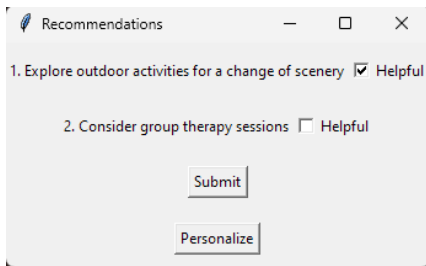 Recommendations
1. Explore outdoor activities for a change of scenery Helpful
2. Consider group therapy sessions Helpful
Submit
Personalize